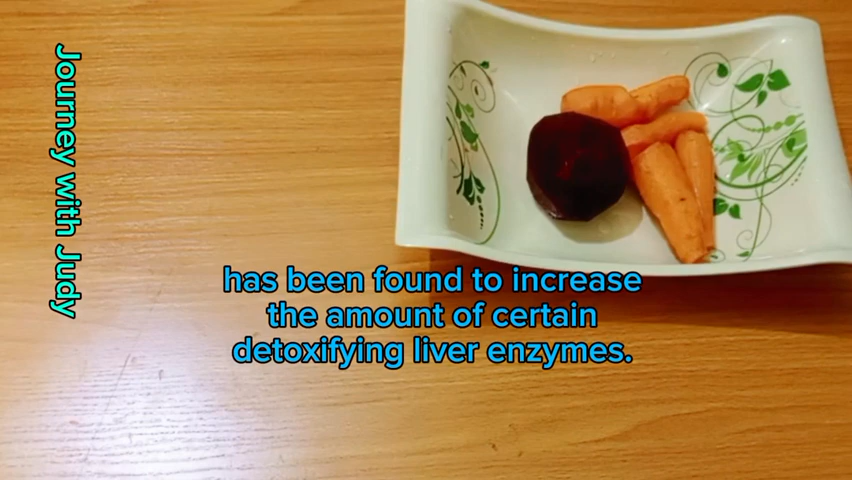 Journey with Judy
has been found to increase
the amount of certain
detoxifying liver enzymes.